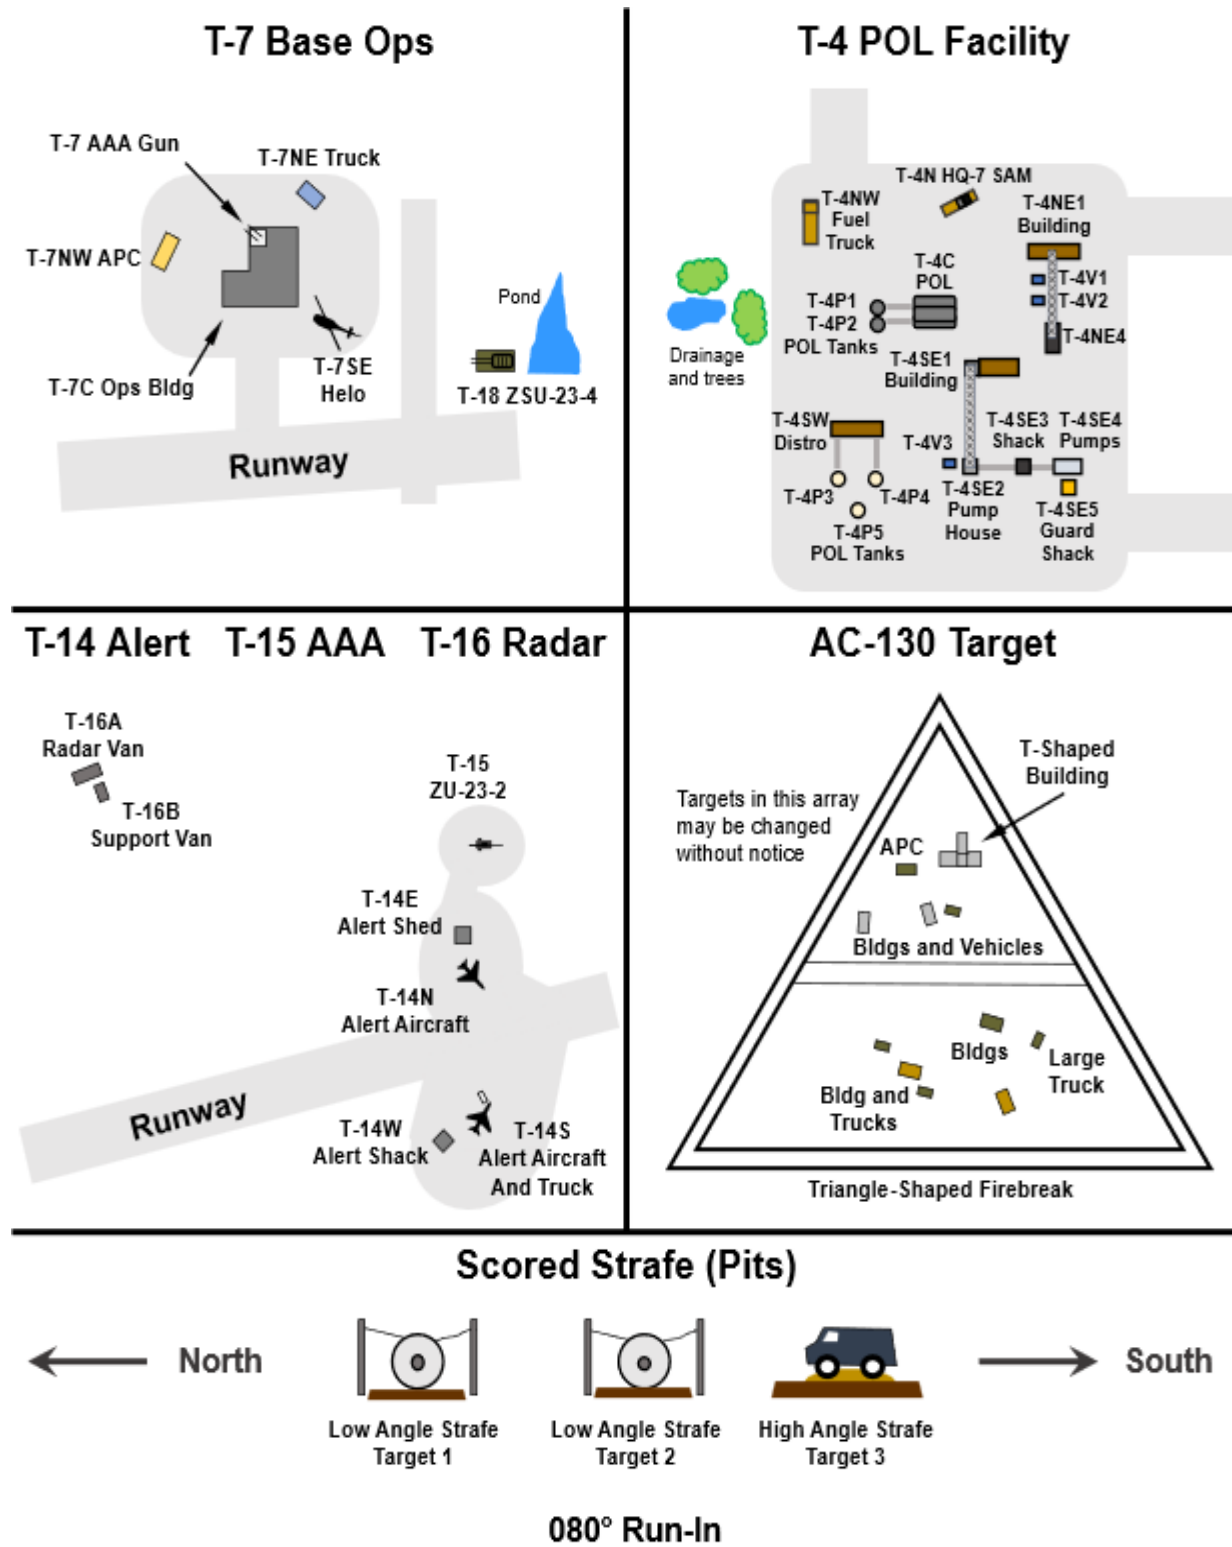 T-7 Base Ops
T-7 AAA Gun
T-7NE Truck
T-7NW APC
Pond
T-7SE
Helo
T-7C Ops Bldg
T-18 ZSU-23-4
Runway
T-4 POL Facility
T-4N HQ-7 SAM
T-4NW
Fuel
Truck
T-4NE1
Building
T-4C
POL
T-4V1
T-4V2
T-4P1
T-4P2
POL Tanks
T-4NE4
Drainage
and trees
T-4SE1
Building
T-4SW
Distro
T-4V3
T-4SE3
Shack
T-4SE4
Pumps
T-4P3
T-4P4
T-4P5
POL Tanks
T-4SE2
Pump
House
T-4SE5
Guard
Shack
T-14 Alert
T-15 AAA
T-16 Radar
T-16A
Radar Van
T-16B
Support Van
T-15
ZU-23-2
T-14E
Alert Shed
T-14N
Alert Aircraft
Runway
T-14W
Alert Shack
T-14S
Alert Aircraft
And Truck
AC-130 Target
T-Shaped
Building
Targets in this array
may be changed
without notice
APC
Bldgs and Vehicles
Bldgs
Large
Truck
Bldg and
Trucks
Triangle-Shaped Firebreak
Scored Strafe (Pits)
North
South
Low Angle Strafe
Target 1
Low Angle Strafe
Target 2
High Angle Strafe
Target 3
080° Run-In